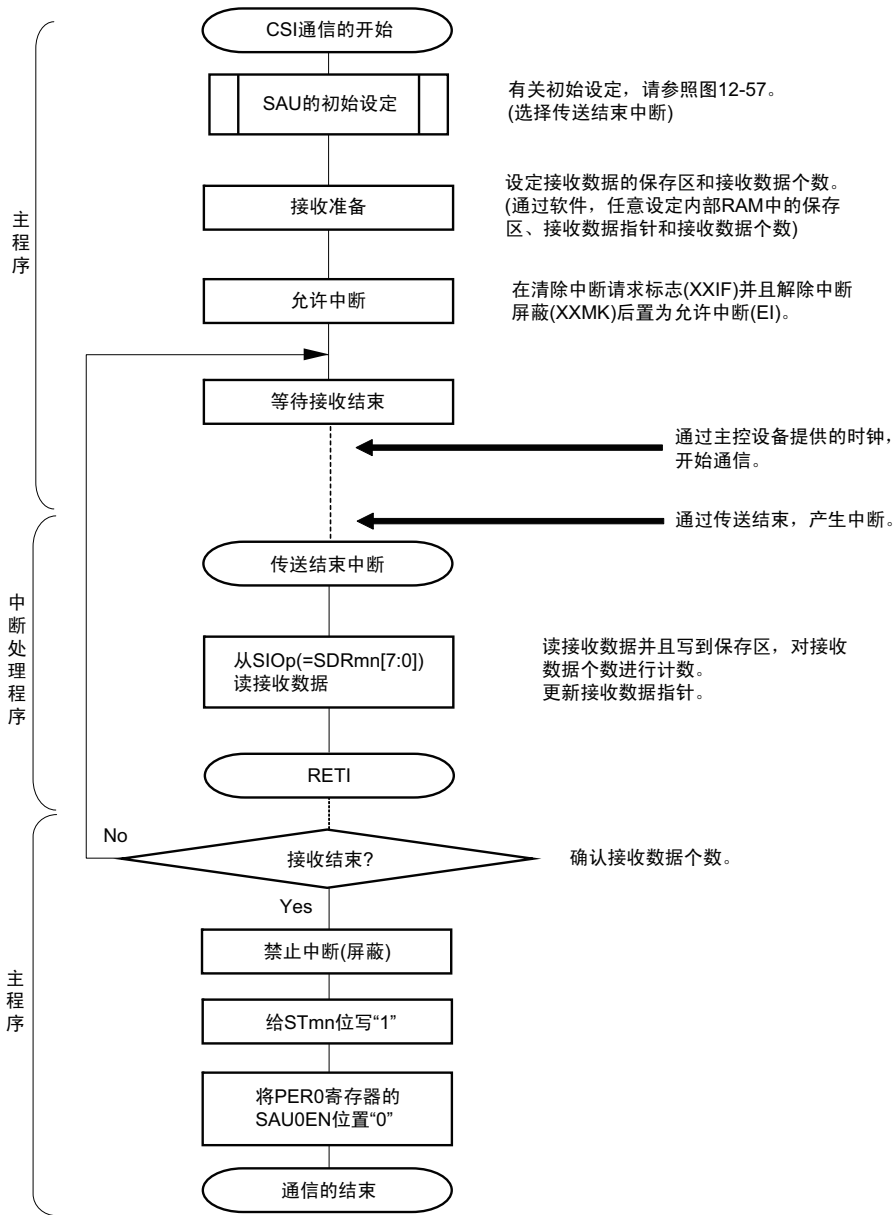 CSI通信的开始
SAU的初始设定
有关初始设定，请参照图12-57。
(选择传送结束中断)
主程序
接收准备
设定接收数据的保存区和接收数据个数。
(通过软件，任意设定内部RAM中的保存
区、接收数据指针和接收数据个数)
允许中断
在清除中断请求标志(XXIF)并且解除中断
屏蔽(XXMK)后置为允许中断(EI)。
等待接收结束
通过主控设备提供的时钟，
开始通信。
通过传送结束，产生中断。
中断处理程序
传送结束中断
从SIOp(=SDRmn[7:0])
读接收数据
读接收数据并且写到保存区，对接收
数据个数进行计数。
更新接收数据指针。
RETI
No
接收结束?
确认接收数据个数。
Yes
主程序
禁止中断(屏蔽)
给STmn位写“1”
将PER0寄存器的
SAU0EN位置“0”
通信的结束